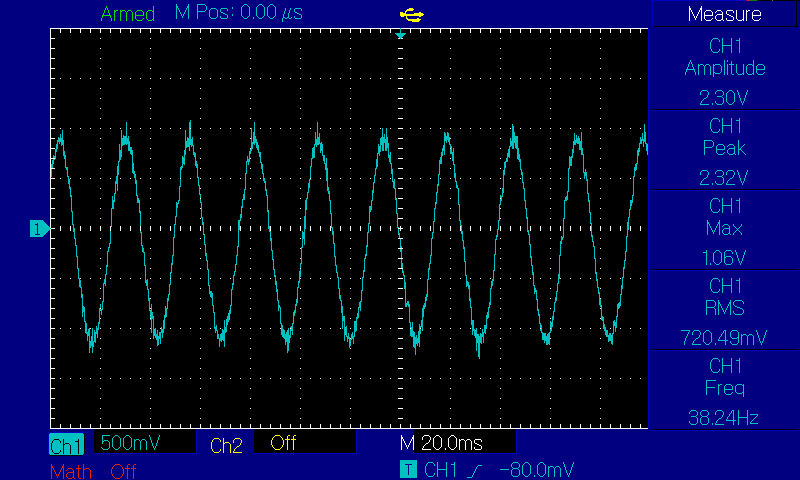 Armed M Pos: 0.00 µs
Measure
CH1
Amplitude
2.30V
CH1
Peak
2.32V
CH1
Max
1.06V
CH1
RMS
720.49mV
CH1
Freq
38.24Hz
1
Ch1 500mV Ch2 Off M 20.0ms
Math Off T CH1 -80.0mV